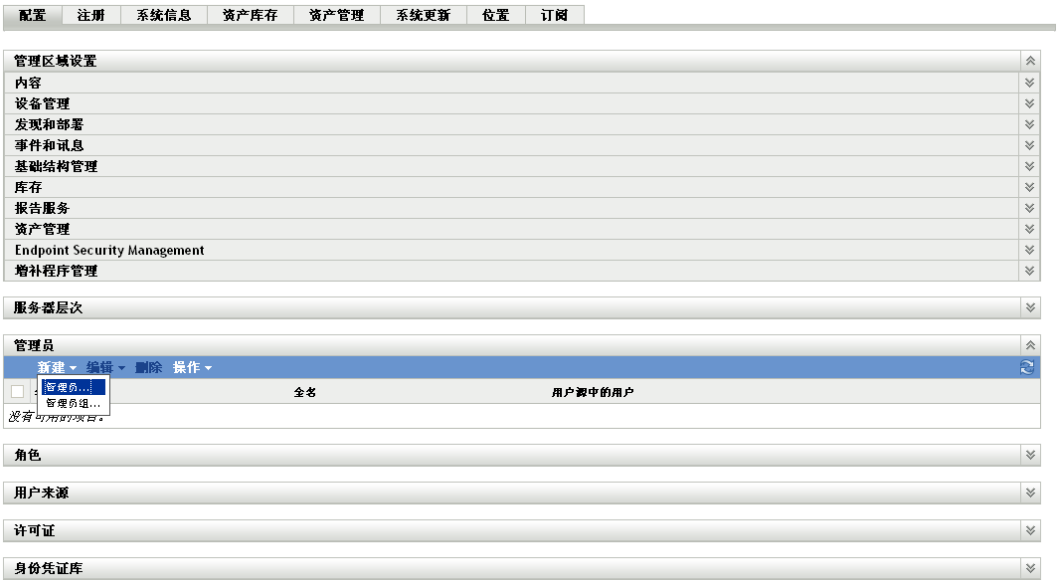 配置 注册 系统信息 资产库存 资产管理 系统更新 位置 订阅
管理区域设置
内容
设备管理
发现和部署
事件和讯息
基础结构管理
库存
报告服务
资产管理
Endpoint Security Management
增补程序管理
服务器层次
管理员
新建 编辑 删除 操作
管理员...
全名 用户源中的用户
管理员组...
没有可用的项目。
角色
用户来源
许可证
身份凭证库